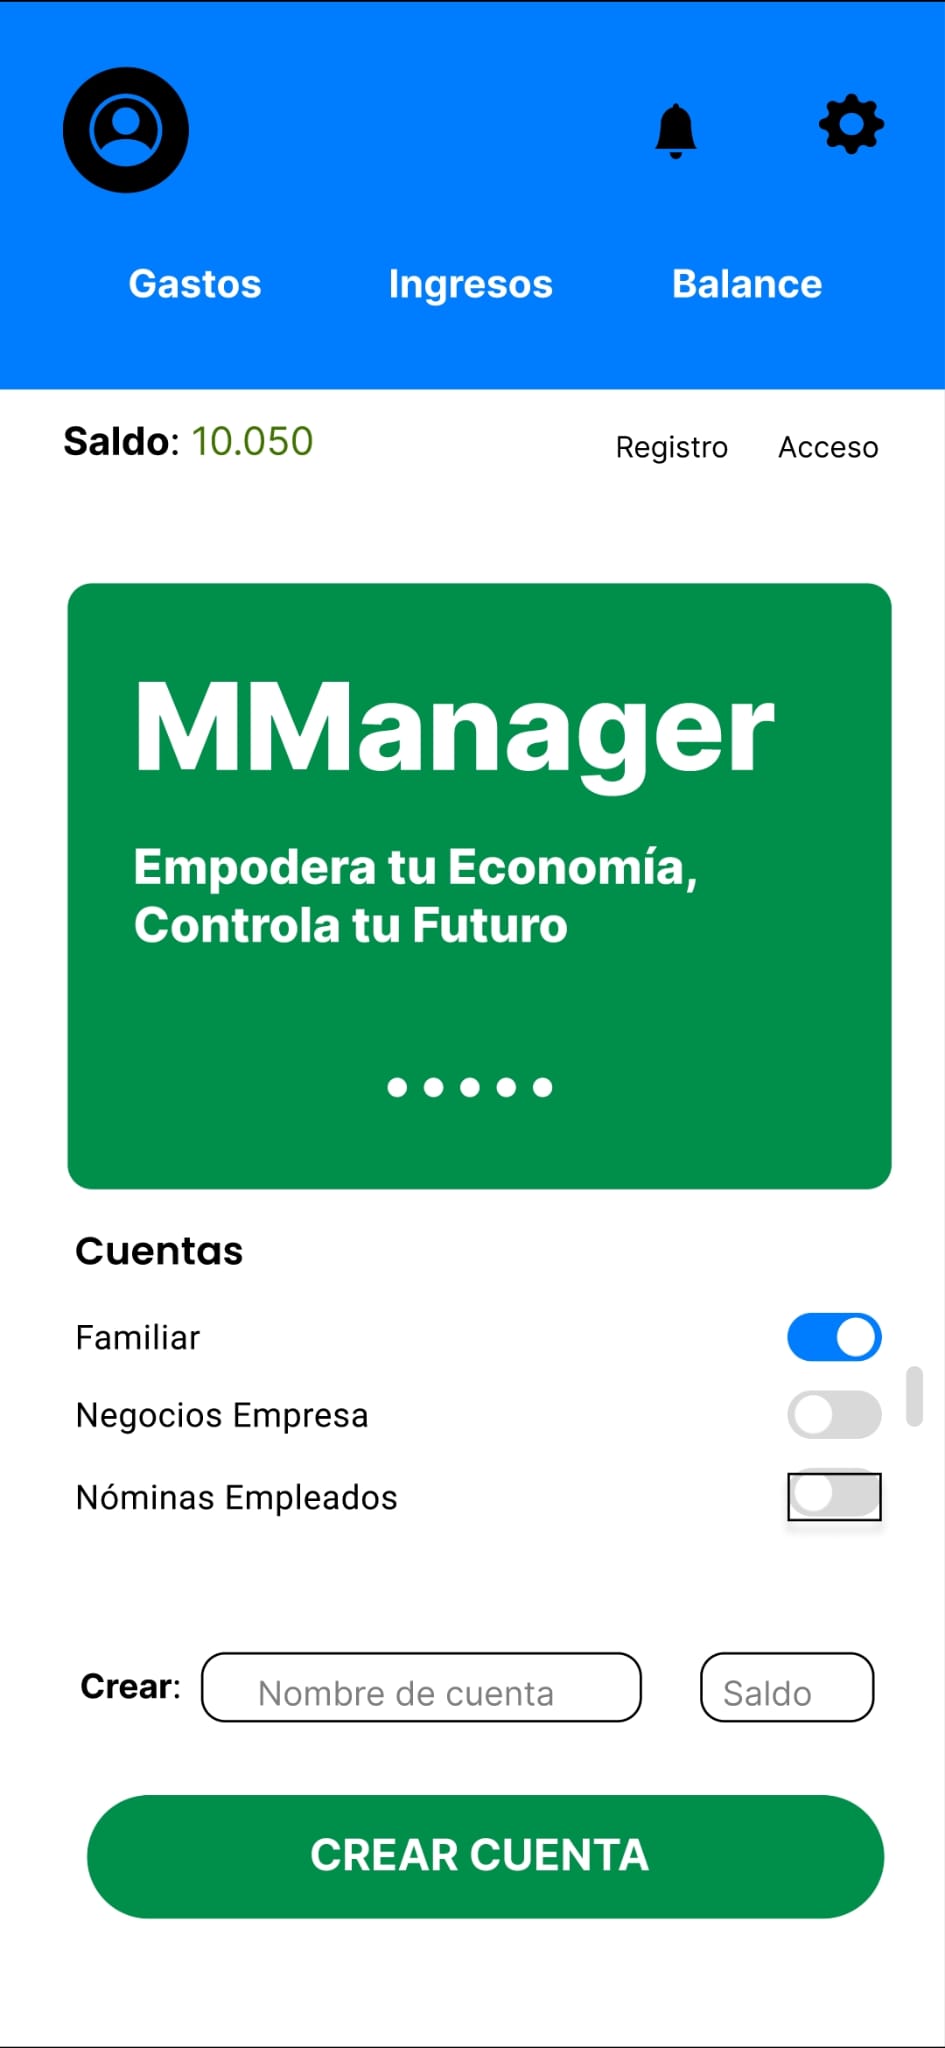 Gastos Ingresos Balance
Saldo: 10.050 Registro Acceso
MManager
Empodera tu Economía,
Controla tu Futuro
Cuentas
Familiar
Negocios Empresa
Nóminas Empleados
Crear: Nombre de cuenta Saldo
CREAR CUENTA